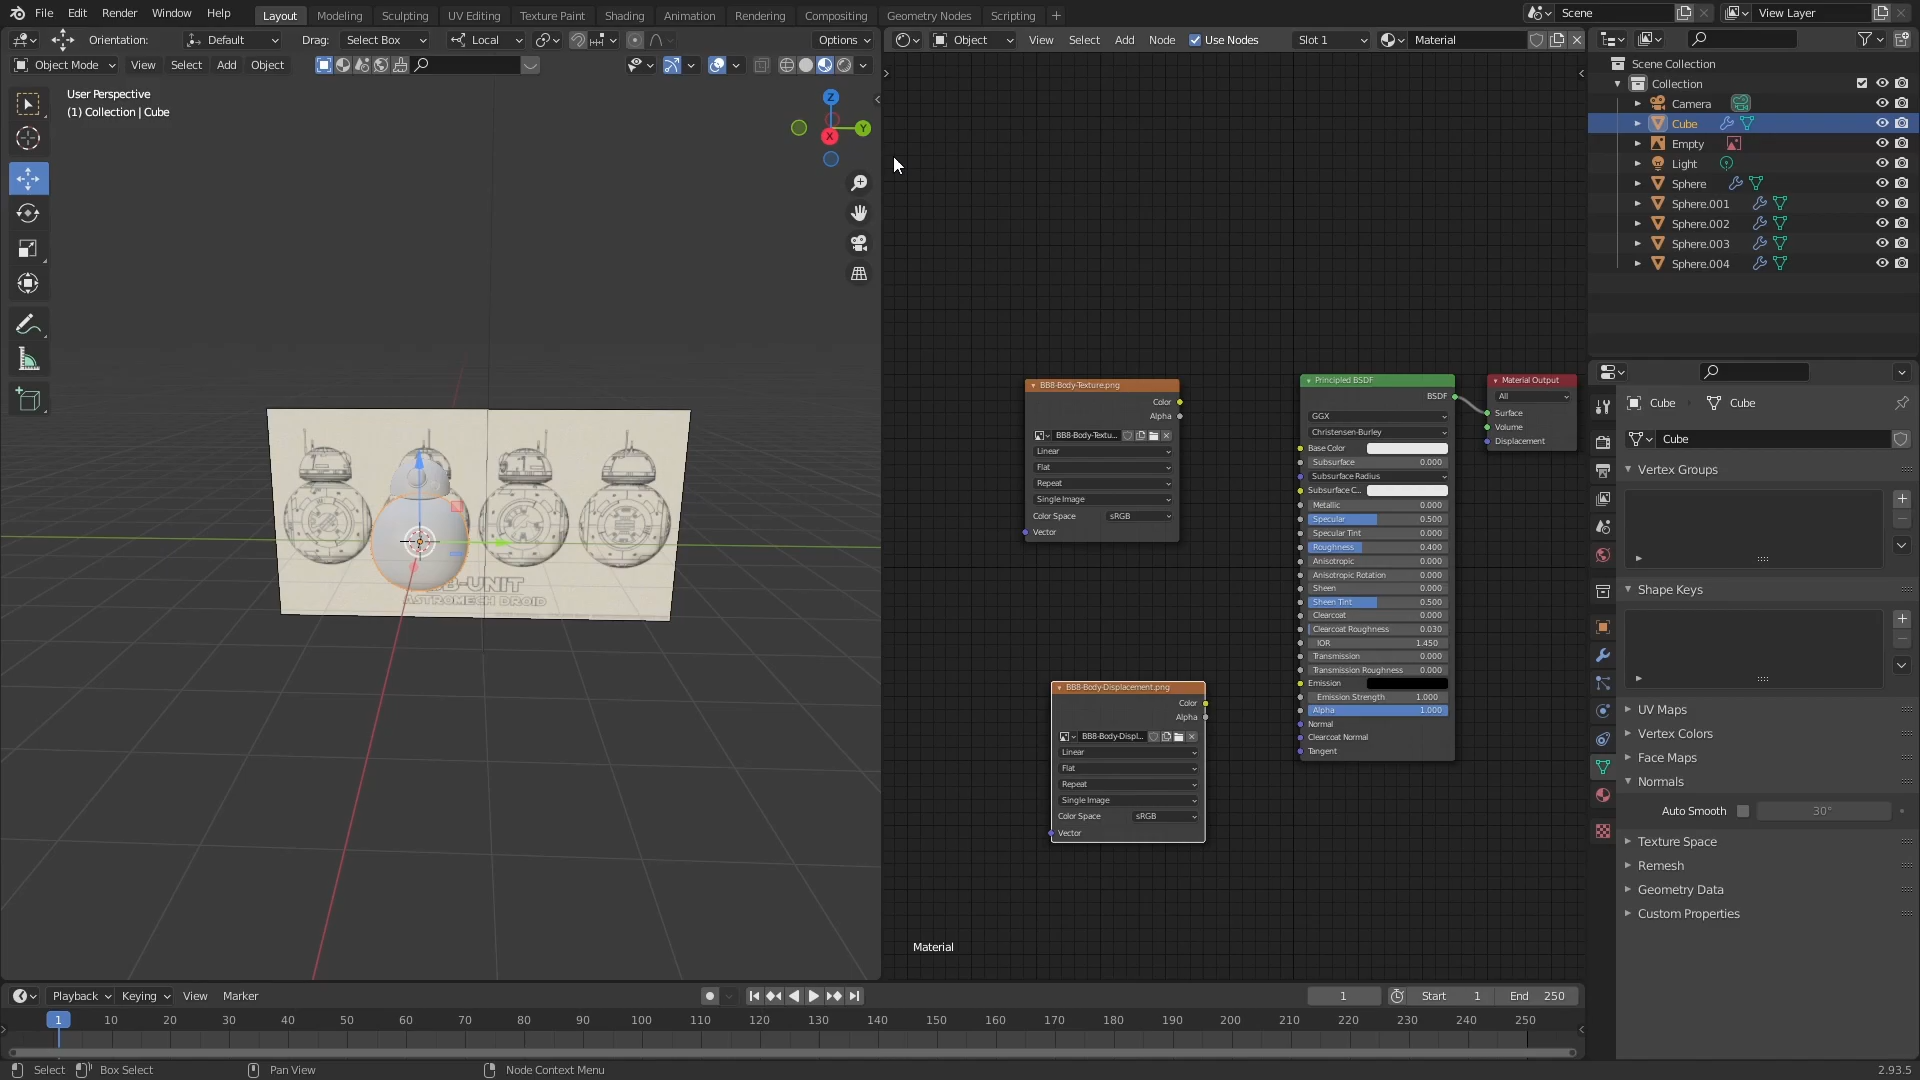 File Edit Render Window Help Layout Modeling Sculpting UV Editing Texture Paint Shading Animation Rendering Compositing Geometry Nodes Scripting + Scene View Layer
Orientation: Default Drag: Select Box Local Options Object View Select Add Node Use Nodes Slot 1 Material
Object Mode View Select Add Object
User Perspective
(1) Collection | Cube
Z
Y
X
BB-UNIT
ASTROMECH DROID
BB8-Body-Texture.png
Color
Alpha
BB8-Body-Textu...
Linear
Flat
Repeat
Single Image
Color Space sRGB
Vector
BB8-Body-Displacement.png
Color
Alpha
BB8-Body-Displ...
Linear
Flat
Repeat
Single Image
Color Space sRGB
Vector
Principled BSDF
BSDF
GGX
Christensen-Burley
Base Color
Subsurface 0.000
Subsurface Radius
Subsurface C...
Metallic 0.000
Specular 0.500
Specular Tint 0.000
Roughness 0.400
Anisotropic 0.000
Anisotropic Rotation 0.000
Sheen 0.000
Sheen Tint 0.500
Clearcoat 0.000
Clearcoat Roughness 0.030
IOR 1.450
Transmission 0.000
Transmission Roughness 0.000
Emission
Emission Strength 1.000
Alpha 1.000
Normal
Clearcoat Normal
Tangent
Material Output
All
Surface
Volume
Displacement
Material
Scene Collection
Collection
Camera
Cube
Empty
Light
Sphere
Sphere.001
Sphere.002
Sphere.003
Sphere.004
Cube Cube
Cube
Vertex Groups
Shape Keys
UV Maps
Vertex Colors
Face Maps
Normals
Auto Smooth 30°
Texture Space
Remesh
Geometry Data
Custom Properties
Playback Keying View Marker 1 Start 1 End 250
1 10 20 30 40 50 60 70 80 90 100 110 120 130 140 150 160 170 180 190 200 210 220 230 240 250
Select Box Select Pan View Node Context Menu 2.93.5